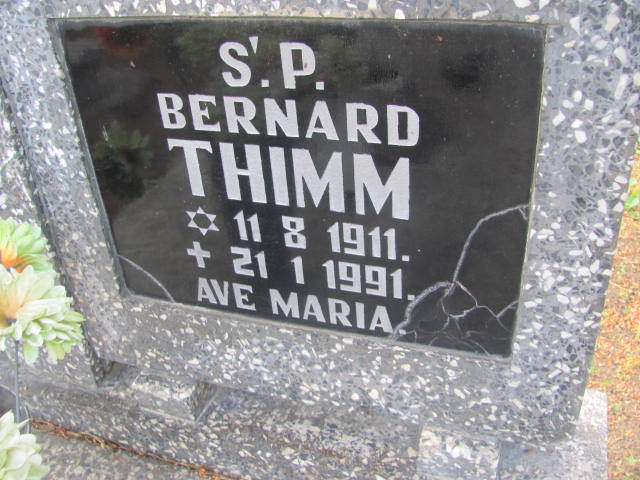 Ś.P.
BERNARD
THIMM
✡ 11 8 1911.
+ 21 1 1991.
AVE MARIA